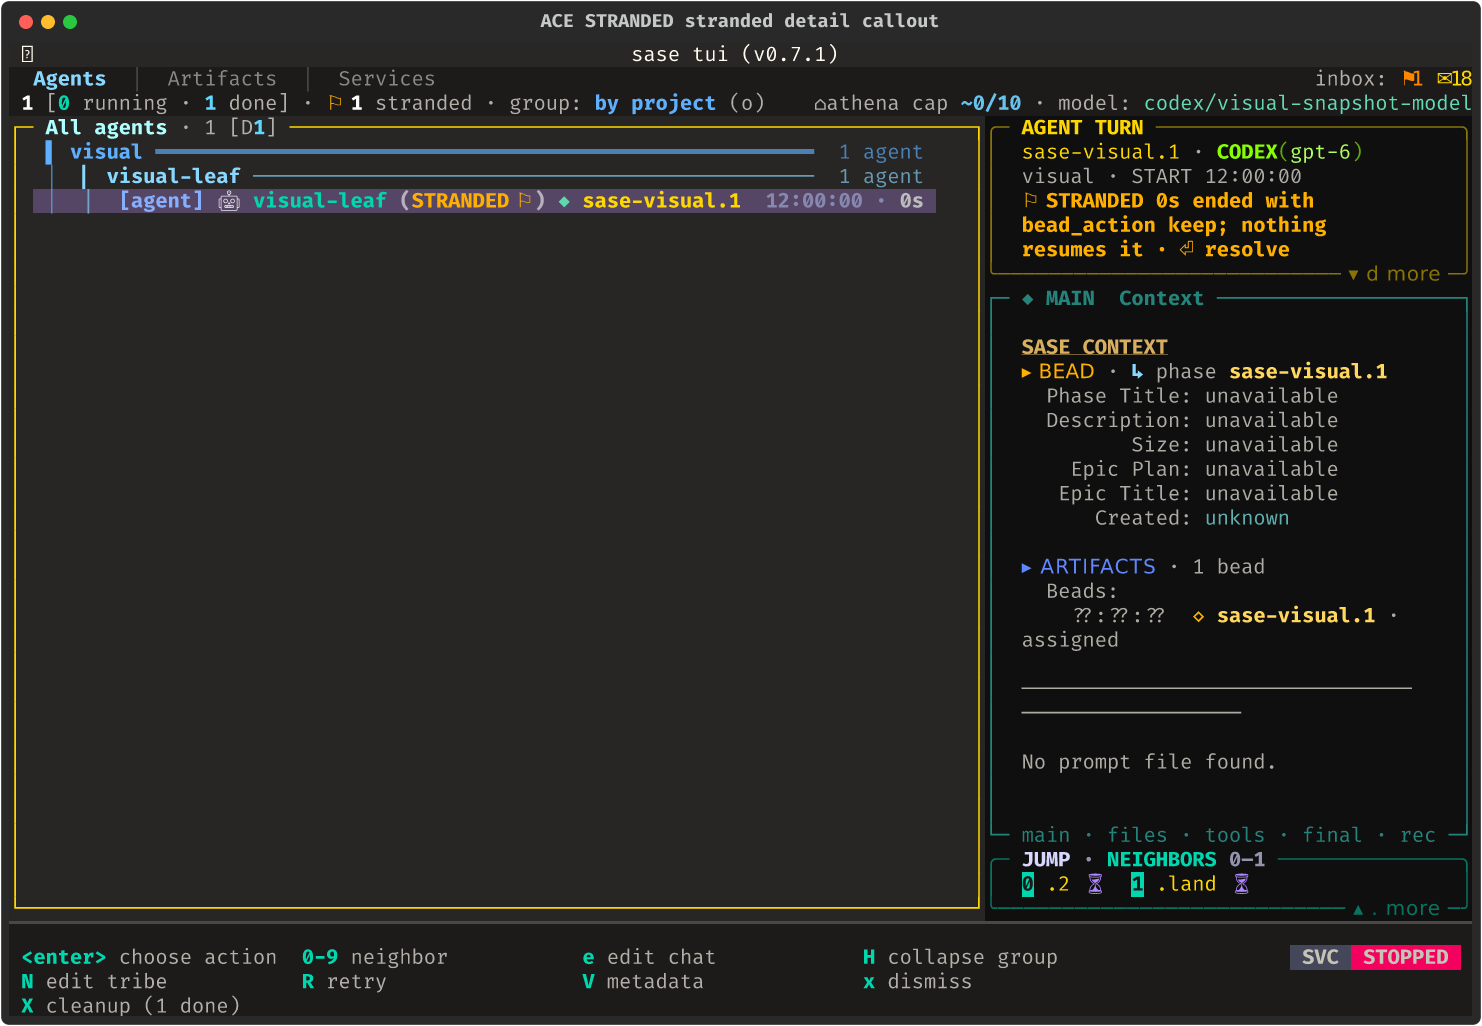 ACE STRANDED stranded detail callout
sase tui (v0.7.1)
Agents │ Artifacts │ Services inbox: ⚑1 ✉18
1 [0 running · 1 done] · ⚐ 1 stranded · group: by project (o) ⌂athena cap ~0/10 · model: codex/visual-snapshot-model
All agents · 1 [D1]
visual 1 agent
visual-leaf 1 agent
[agent] 🤖 visual-leaf (STRANDED ⚐) ◆ sase-visual.1 12:00:00 · 0s
AGENT TURN
sase-visual.1 · CODEX(gpt-6)
visual · START 12:00:00
⚐ STRANDED 0s ended with
bead_action keep; nothing
resumes it · ⏎ resolve
▾ d more
◆ MAIN Context
SASE CONTEXT
▸ BEAD · ↳ phase sase-visual.1
Phase Title: unavailable
Description: unavailable
Size: unavailable
Epic Plan: unavailable
Epic Title: unavailable
Created: unknown
▸ ARTIFACTS · 1 bead
Beads:
??:??:?? ◇ sase-visual.1 ·
assigned
No prompt file found.
main · files · tools · final · rec
JUMP · NEIGHBORS 0–1
0 .2 ⌛ 1 .land ⌛
▴ . more
<enter> choose action 0-9 neighbor e edit chat H collapse group SVC STOPPED
N edit tribe R retry V metadata x dismiss
X cleanup (1 done)